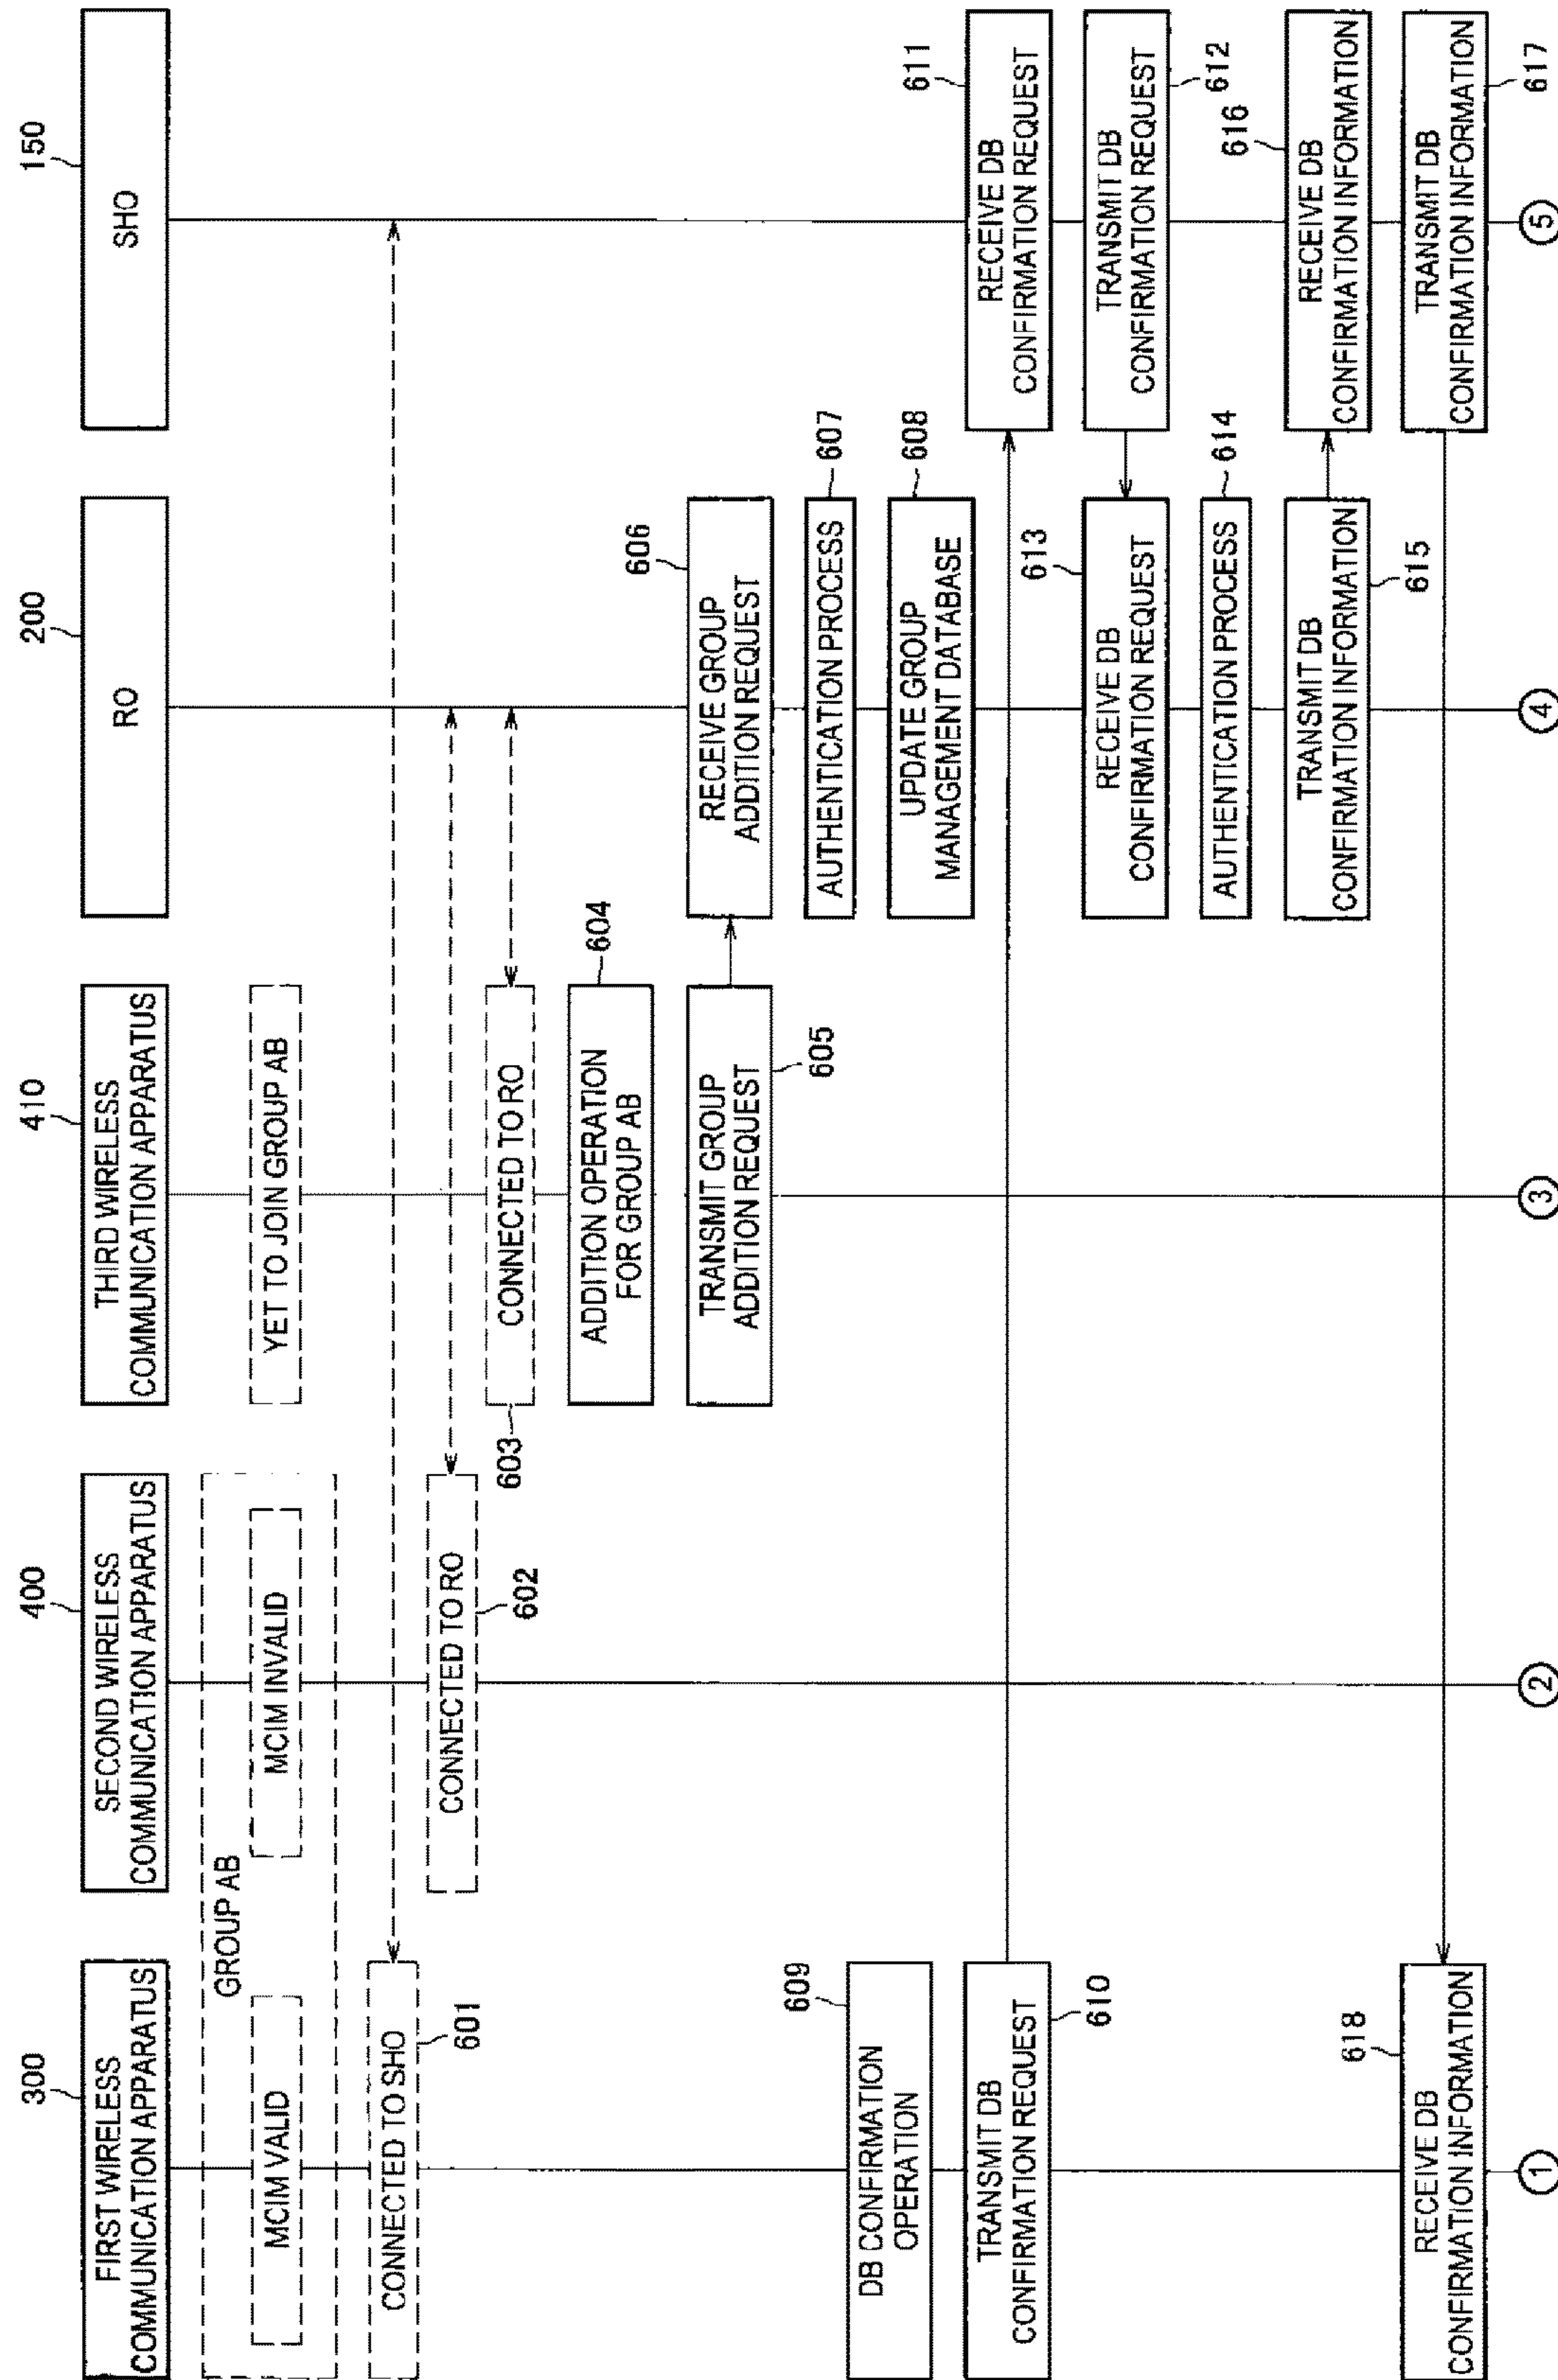 300
FIRST WIRELESS
COMMUNICATION APPARATUS
400
SECOND WIRELESS
COMMUNICATION APPARATUS
410
THIRD WIRELESS
COMMUNICATION APPARATUS
200
RO
150
SHO
GROUP AB
MCIM VALID
MCIM INVALID
YET TO JOIN GROUP AB
CONNECTED TO SHO
601
CONNECTED TO RO
602
603
CONNECTED TO RO
604
ADDITION OPERATION
FOR GROUP AB
TRANSMIT GROUP
ADDITION REQUEST
605
606
RECEIVE GROUP
ADDITION REQUEST
607
AUTHENTICATION PROCESS
608
UPDATE GROUP
MANAGEMENT DATABASE
609
DB CONFIRMATION
OPERATION
TRANSMIT DB
CONFIRMATION REQUEST
610
611
RECEIVE DB
CONFIRMATION REQUEST
TRANSMIT DB
CONFIRMATION REQUEST
612
613
RECEIVE DB
CONFIRMATION REQUEST
614
AUTHENTICATION PROCESS
TRANSMIT DB
CONFIRMATION INFORMATION
615
616
RECEIVE DB
CONFIRMATION INFORMATION
TRANSMIT DB
CONFIRMATION INFORMATION
617
618
RECEIVE DB
CONFIRMATION INFORMATION
1
2
3
4
5